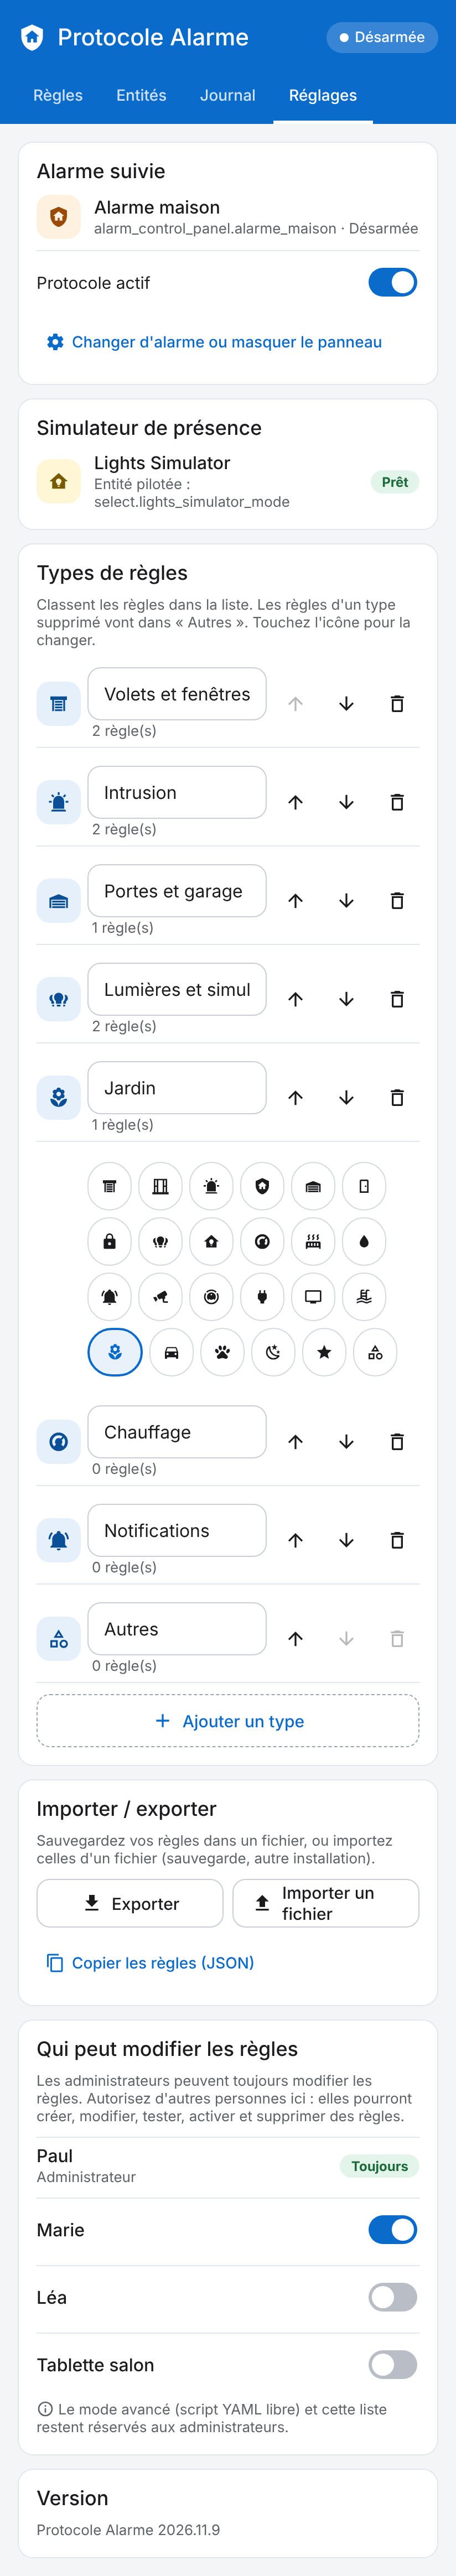 Protocole Alarme
Désarmée
Règles
Entités
Journal
Réglages
Alarme suivie
Alarme maison
alarm_control_panel.alarme_maison · Désarmée
Protocole actif
Changer d'alarme ou masquer le panneau
Simulateur de présence
Lights Simulator
Entité pilotée :
select.lights_simulator_mode
Prêt
Types de règles
Classent les règles dans la liste. Les règles d'un type
supprimé vont dans « Autres ». Touchez l'icône pour la
changer.
Volets et fenêtres
2 règle(s)
Intrusion
2 règle(s)
Portes et garage
1 règle(s)
Lumières et simul
2 règle(s)
Jardin
1 règle(s)
Chauffage
0 règle(s)
Notifications
0 règle(s)
Autres
0 règle(s)
Ajouter un type
Importer / exporter
Sauvegardez vos règles dans un fichier, ou importez
celles d'un fichier (sauvegarde, autre installation).
Exporter
Importer un
fichier
Copier les règles (JSON)
Qui peut modifier les règles
Les administrateurs peuvent toujours modifier les
règles. Autorisez d'autres personnes ici : elles pourront
créer, modifier, tester, activer et supprimer des règles.
Paul
Administrateur
Toujours
Marie
Léa
Tablette salon
Le mode avancé (script YAML libre) et cette liste
restent réservés aux administrateurs.
Version
Protocole Alarme 2026.11.9